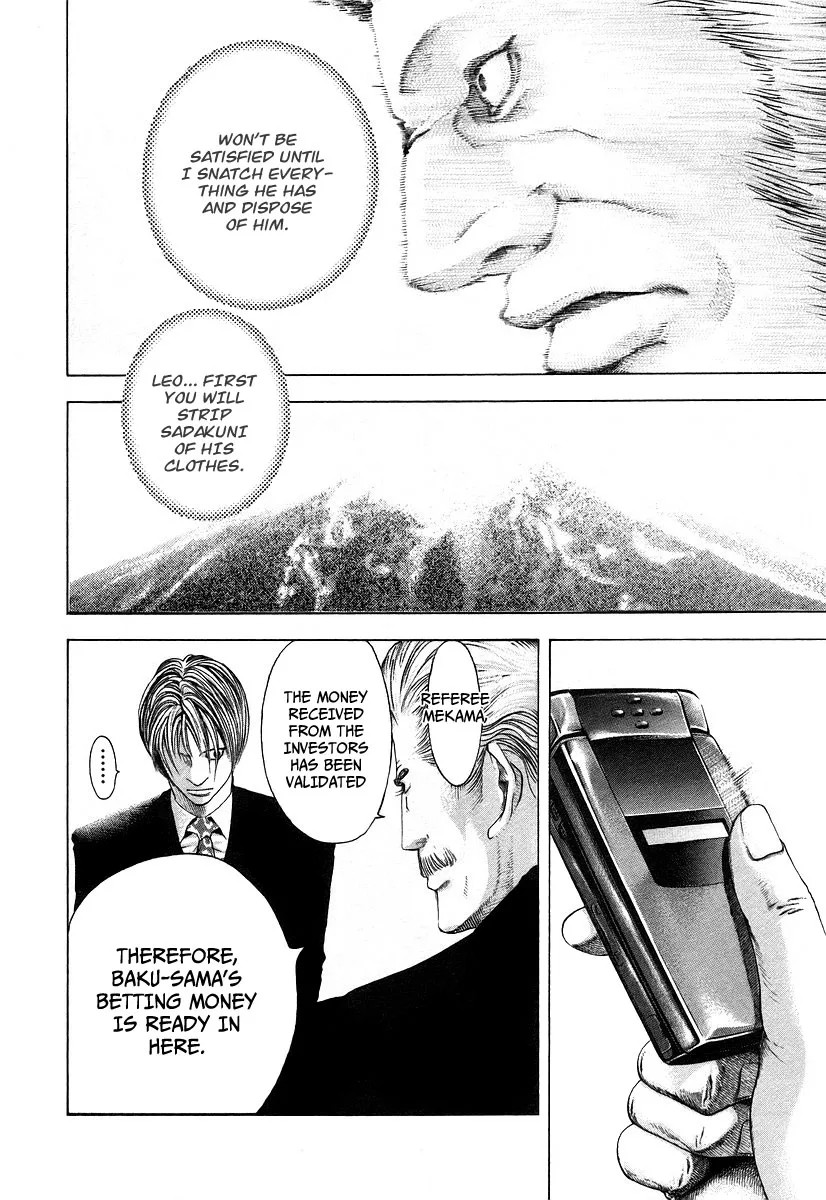 WON'T BE
SATISFIED UNTIL
I SNATCH EVERY-
THING HE HAS
AND DISPOSE
OF HIM.
LEO... FIRST
YOU WILL
STRIP
SADAKUNI
OF HIS
CLOTHES.
REFEREE
MEKAMA,
THE MONEY
RECEIVED
FROM THE
INVESTORS
HAS BEEN
VALIDATED
......
THEREFORE,
BAKU-SAMA'S
BETTING MONEY
IS READY IN
HERE.